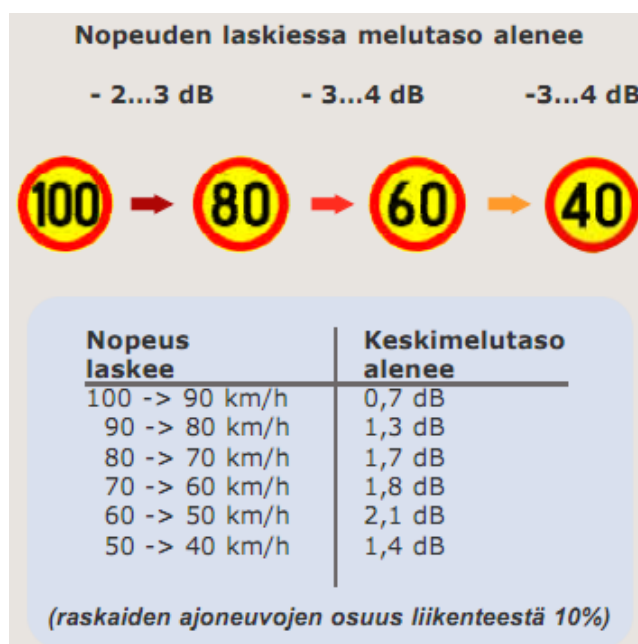 Nopeuden laskiessa melutaso alenee
- 2...3 dB - 3...4 dB -3...4 dB
100 80 60 40
Nopeus laskee Keskimelutaso alenee
100 -> 90 km/h 0,7 dB
90 -> 80 km/h 1,3 dB
80 -> 70 km/h 1,7 dB
70 -> 60 km/h 1,8 dB
60 -> 50 km/h 2,1 dB
50 -> 40 km/h 1,4 dB
(raskaiden ajoneuvojen osuus liikenteestä 10%)